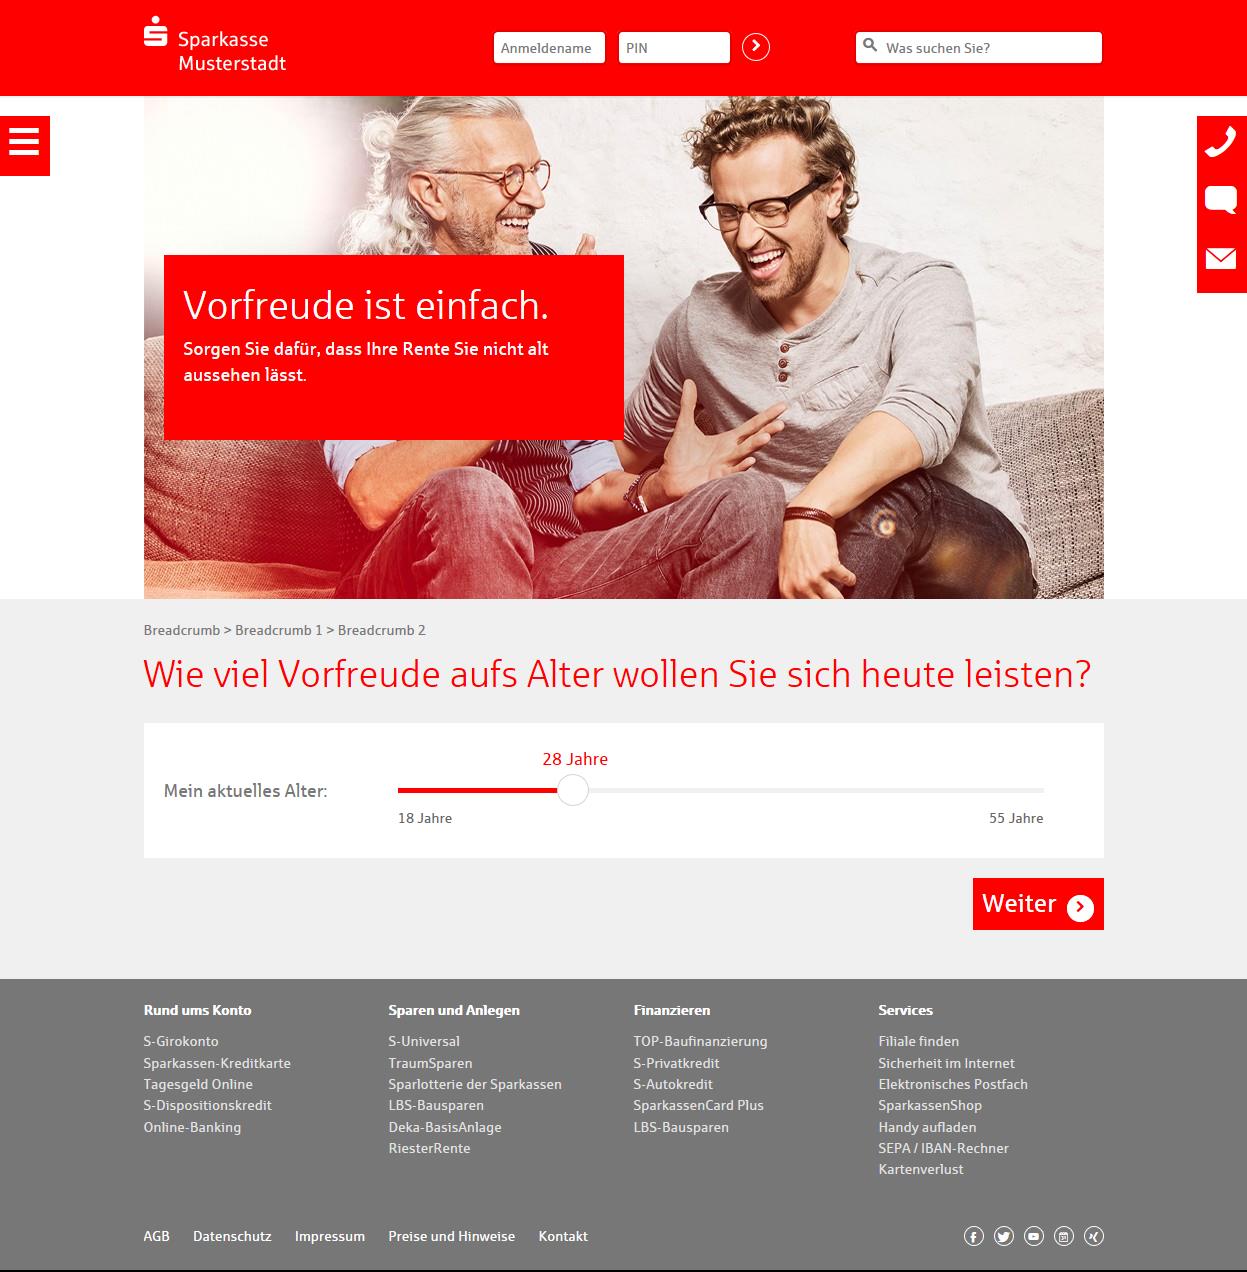 Sparkasse
Musterstadt
Anmeldename
PIN
Was suchen Sie?
Vorfreude ist einfach.
Sorgen Sie dafür, dass Ihre Rente Sie nicht alt
aussehen lässt.
Breadcrumb > Breadcrumb 1 > Breadcrumb 2
Wie viel Vorfreude aufs Alter wollen Sie sich heute leisten?
28 Jahre
Mein aktuelles Alter:
18 Jahre
55 Jahre
Weiter
Rund ums Konto
S-Girokonto
Sparkassen-Kreditkarte
Tagesgeld Online
S-Dispositionskredit
Online-Banking
Sparen und Anlegen
S-Universal
TraumSparen
Sparlotterie der Sparkassen
LBS-Bausparen
Deka-BasisAnlage
RiesterRente
Finanzieren
TOP-Baufinanzierung
S-Privatkredit
S-Autokredit
SparkassenCard Plus
LBS-Bausparen
Services
Filiale finden
Sicherheit im Internet
Elektronisches Postfach
SparkassenShop
Handy aufladen
SEPA / IBAN-Rechner
Kartenverlust
AGB
Datenschutz
Impressum
Preise und Hinweise
Kontakt